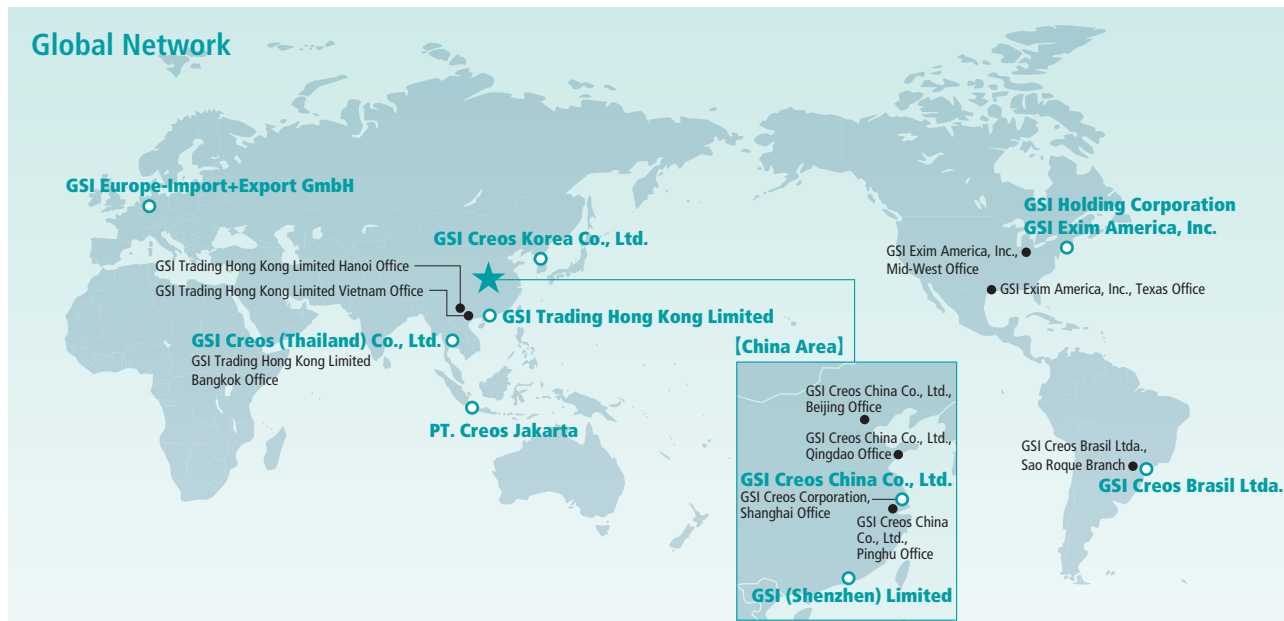 Global Network
GSI Europe-Import+Export GmbH
GSI Creos Korea Co., Ltd.
GSI Trading Hong Kong Limited Hanoi Office
GSI Trading Hong Kong Limited Vietnam Office
GSI Trading Hong Kong Limited
GSI Creos (Thailand) Co., Ltd.
GSI Trading Hong Kong Limited
Bangkok Office
PT. Creos Jakarta
【China Area】
GSI Creos China Co., Ltd.,
Beijing Office
GSI Creos China Co., Ltd.,
Qingdao Office
GSI Creos China Co., Ltd.
GSI Creos Corporation,
Shanghai Office
GSI Creos China
Co., Ltd.,
Pinghu Office
GSI (Shenzhen) Limited
GSI Holding Corporation
GSI Exim America, Inc.
GSI Exim America, Inc.,
Mid-West Office
GSI Exim America, Inc., Texas Office
GSI Creos Brasil Ltda.,
Sao Roque Branch
GSI Creos Brasil Ltda.